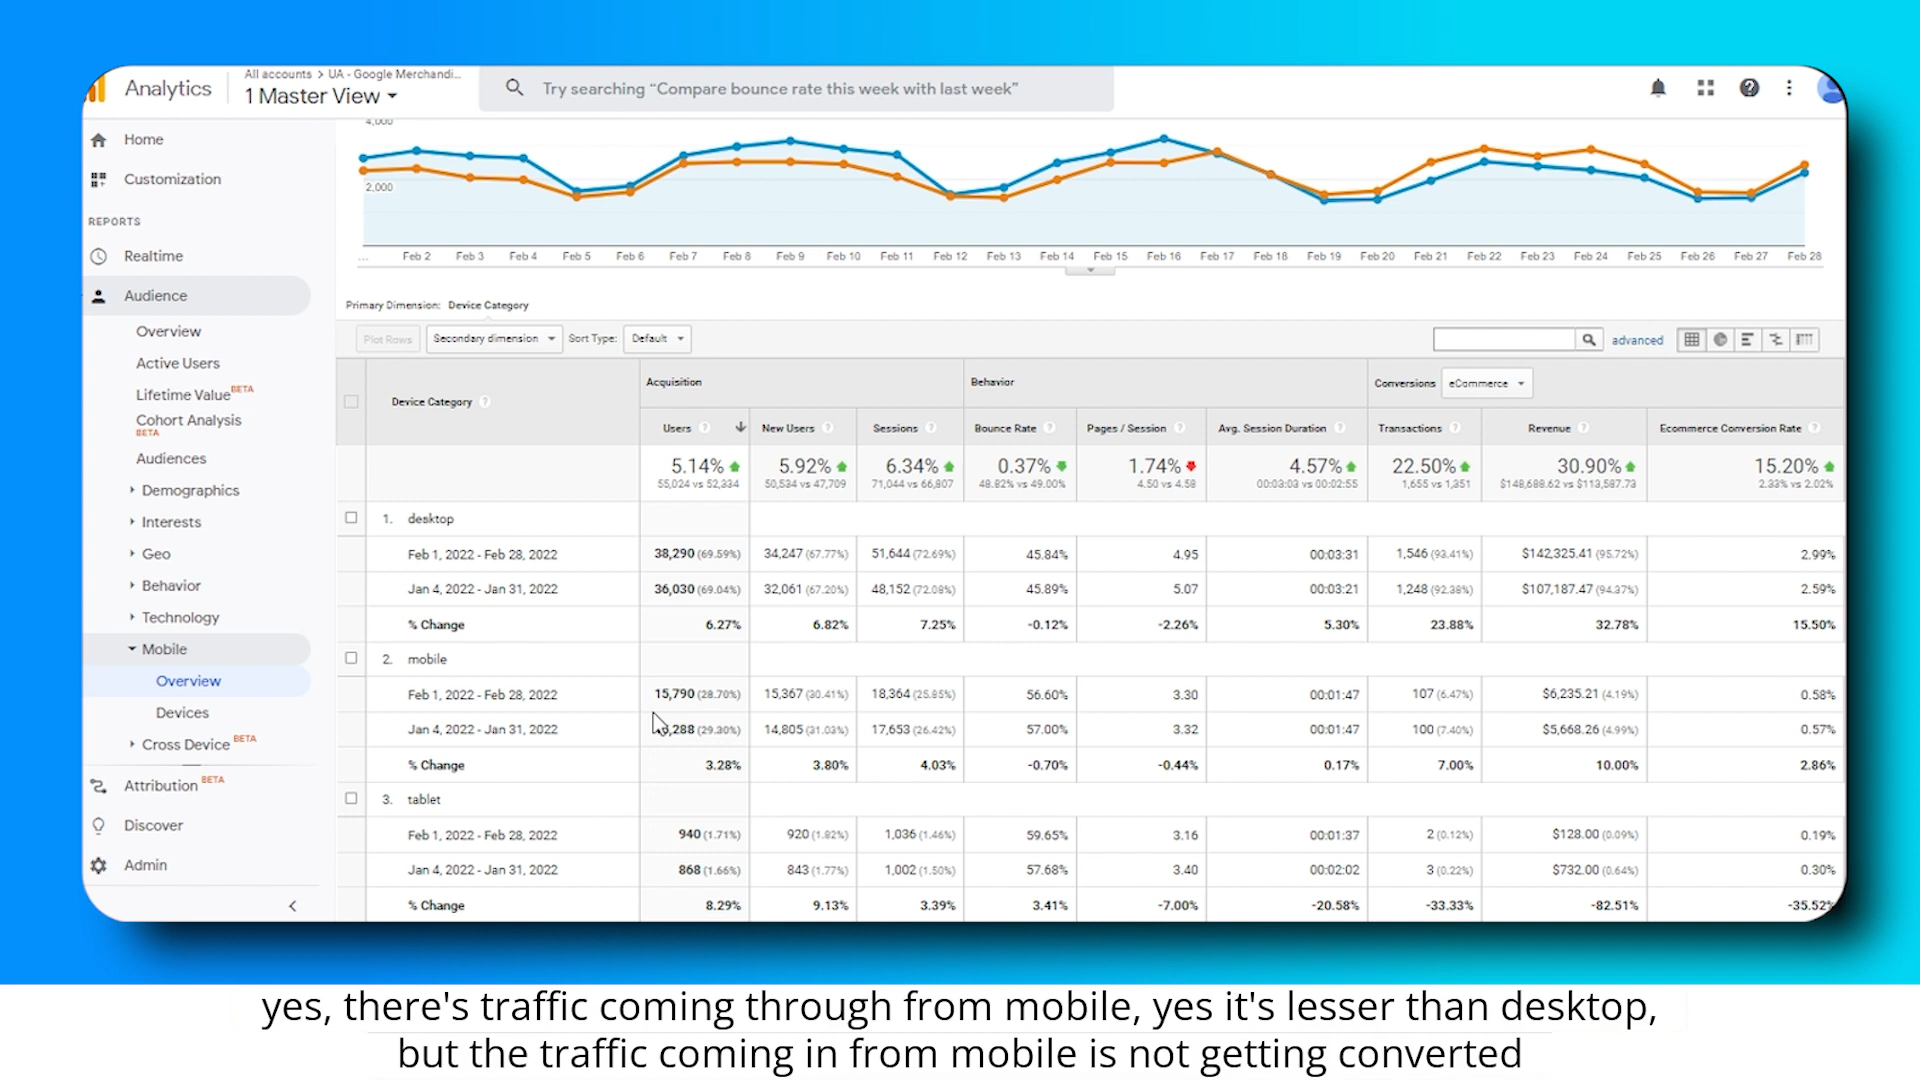 Analytics
All accounts > UA - Google Merchandi...
1 Master View
Try searching “Compare bounce rate this week with last week”
Home
Customization
REPORTS
Realtime
Audience
Overview
Active Users
Lifetime Value BETA
Cohort Analysis
BETA
Audiences
Demographics
Interests
Geo
Behavior
Technology
Mobile
Overview
Devices
Cross Device BETA
Attribution BETA
Discover
Admin
4,000
2,000
... Feb 2 Feb 3 Feb 4 Feb 5 Feb 6 Feb 7 Feb 8 Feb 9 Feb 10 Feb 11 Feb 12 Feb 13 Feb 14 Feb 15 Feb 16 Feb 17 Feb 18 Feb 19 Feb 20 Feb 21 Feb 22 Feb 23 Feb 24 Feb 25 Feb 26 Feb 27 Feb 28
Primary Dimension: Device Category
Plot Rows Secondary dimension Sort Type: Default advanced
Device Category Acquisition Behavior Conversions eCommerce
Users New Users Sessions Bounce Rate Pages / Session Avg. Session Duration Transactions Revenue Ecommerce Conversion Rate
5.14% 5.92% 6.34% 0.37% 1.74% 4.57% 22.50% 30.90% 15.20%
55,024 vs 52,334 50,534 vs 47,709 71,044 vs 66,807 48.82% vs 49.00% 4.50 vs 4.58 00:03:03 vs 00:02:55 1,655 vs 1,351 $148,688.62 vs $113,587.73 2.33% vs 2.02%
1. desktop
Feb 1, 2022 - Feb 28, 2022 38,290 (69.59%) 34,247 (67.77%) 51,644 (72.69%) 45.84% 4.95 00:03:31 1,546 (93.41%) $142,325.41 (95.72%) 2.99%
Jan 4, 2022 - Jan 31, 2022 36,030 (69.04%) 32,061 (67.20%) 48,152 (72.08%) 45.89% 5.07 00:03:21 1,248 (92.38%) $107,187.47 (94.37%) 2.59%
% Change 6.27% 6.82% 7.25% -0.12% -2.26% 5.30% 23.88% 32.78% 15.50%
2. mobile
Feb 1, 2022 - Feb 28, 2022 15,790 (28.70%) 15,367 (30.41%) 18,364 (25.85%) 56.60% 3.30 00:01:47 107 (6.47%) $6,235.21 (4.19%) 0.58%
Jan 4, 2022 - Jan 31, 2022 (29.30%) 14,805 (31.03%) 17,653 (26.42%) 57.00% 3.32 00:01:47 100 (7.40%) $5,668.26 (4.99%) 0.57%
% Change 3.28% 3.80% 4.03% -0.70% -0.44% 0.17% 7.00% 10.00% 2.86%
3. tablet
Feb 1, 2022 - Feb 28, 2022 940 (1.71%) 920 (1.82%) 1,036 (1.46%) 59.65% 3.16 00:01:37 2 (0.12%) $128.00 (0.09%) 0.19%
Jan 4, 2022 - Jan 31, 2022 868 (1.66%) 843 (1.77%) 1,002 (1.50%) 57.68% 3.40 00:02:02 3 (0.22%) $732.00 (0.64%) 0.30%
% Change 8.29% 9.13% 3.39% 3.41% -7.00% -20.58% -33.33% -82.51% -35.52%
yes, there's traffic coming through from mobile, yes it's lesser than desktop,
but the traffic coming in from mobile is not getting converted